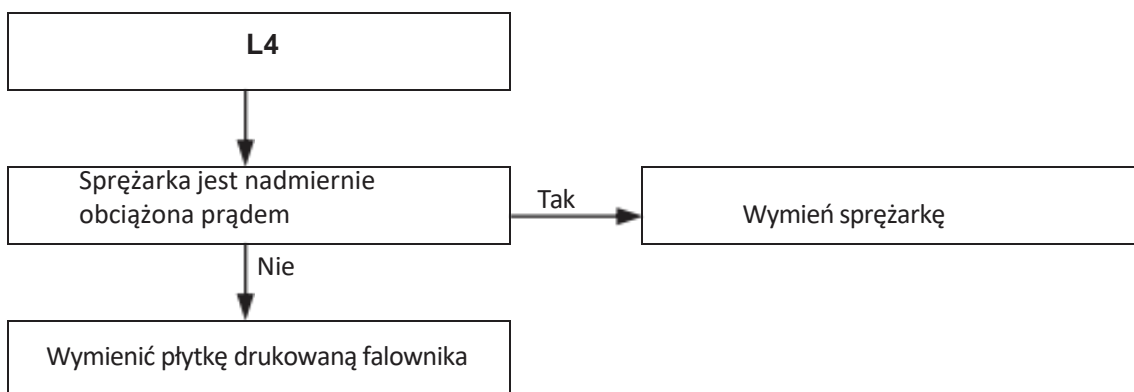 L4
Sprężarka jest nadmiernie
obciążona prądem
Tak
Wymień sprężarkę
Nie
Wymienić płytkę drukowaną falownika